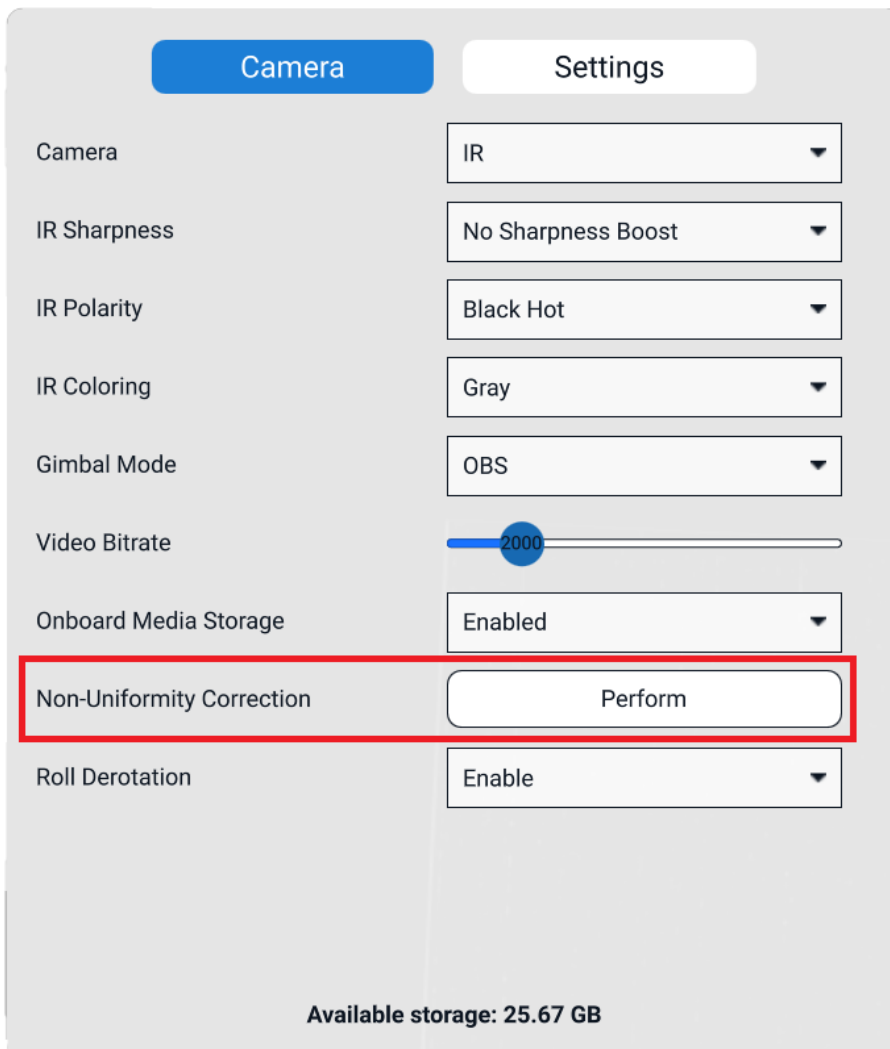 Camera Settings
Camera IR
IR Sharpness No Sharpness Boost
IR Polarity Black Hot
IR Coloring Gray
Gimbal Mode OBS
Video Bitrate 2000
Onboard Media Storage Enabled
Non-Uniformity Correction Perform
Roll Derotation Enable
Available storage: 25.67 GB